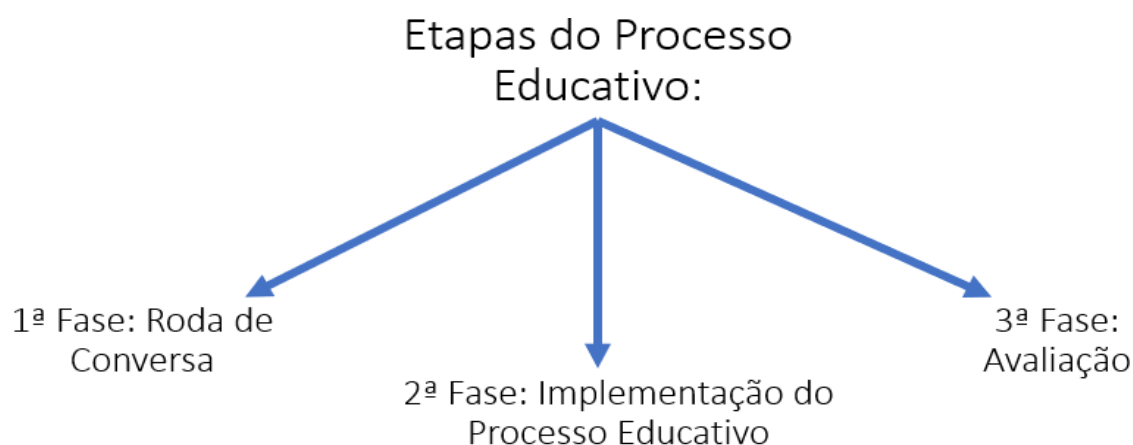 Etapas do Processo
Educativo:
1ª Fase: Roda de
Conversa
2ª Fase: Implementação do
Processo Educativo
3ª Fase:
Avaliação